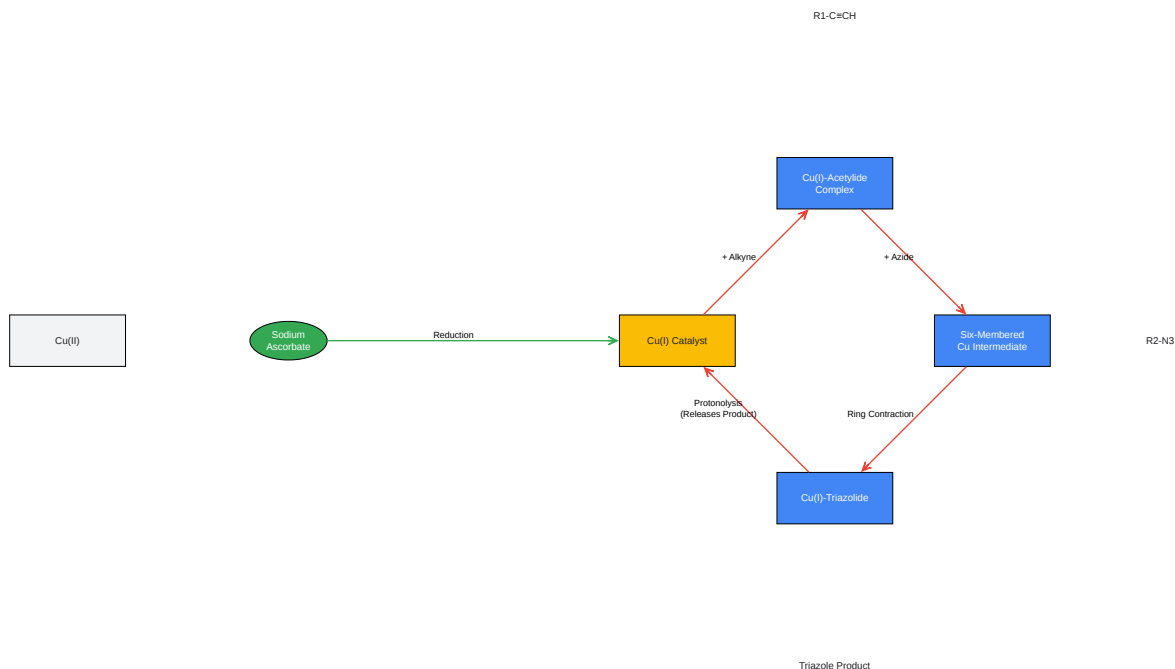 R1-C≡CH
Cu(I)-Acetylide
Complex
+ Alkyne
+ Azide
Cu(II)
Sodium
Ascorbate
Reduction
Cu(I) Catalyst
Six-Membered
Cu Intermediate
R2-N3
Protonolysis
(Releases Product)
Ring Contraction
Cu(I)-Triazolide
Triazole Product